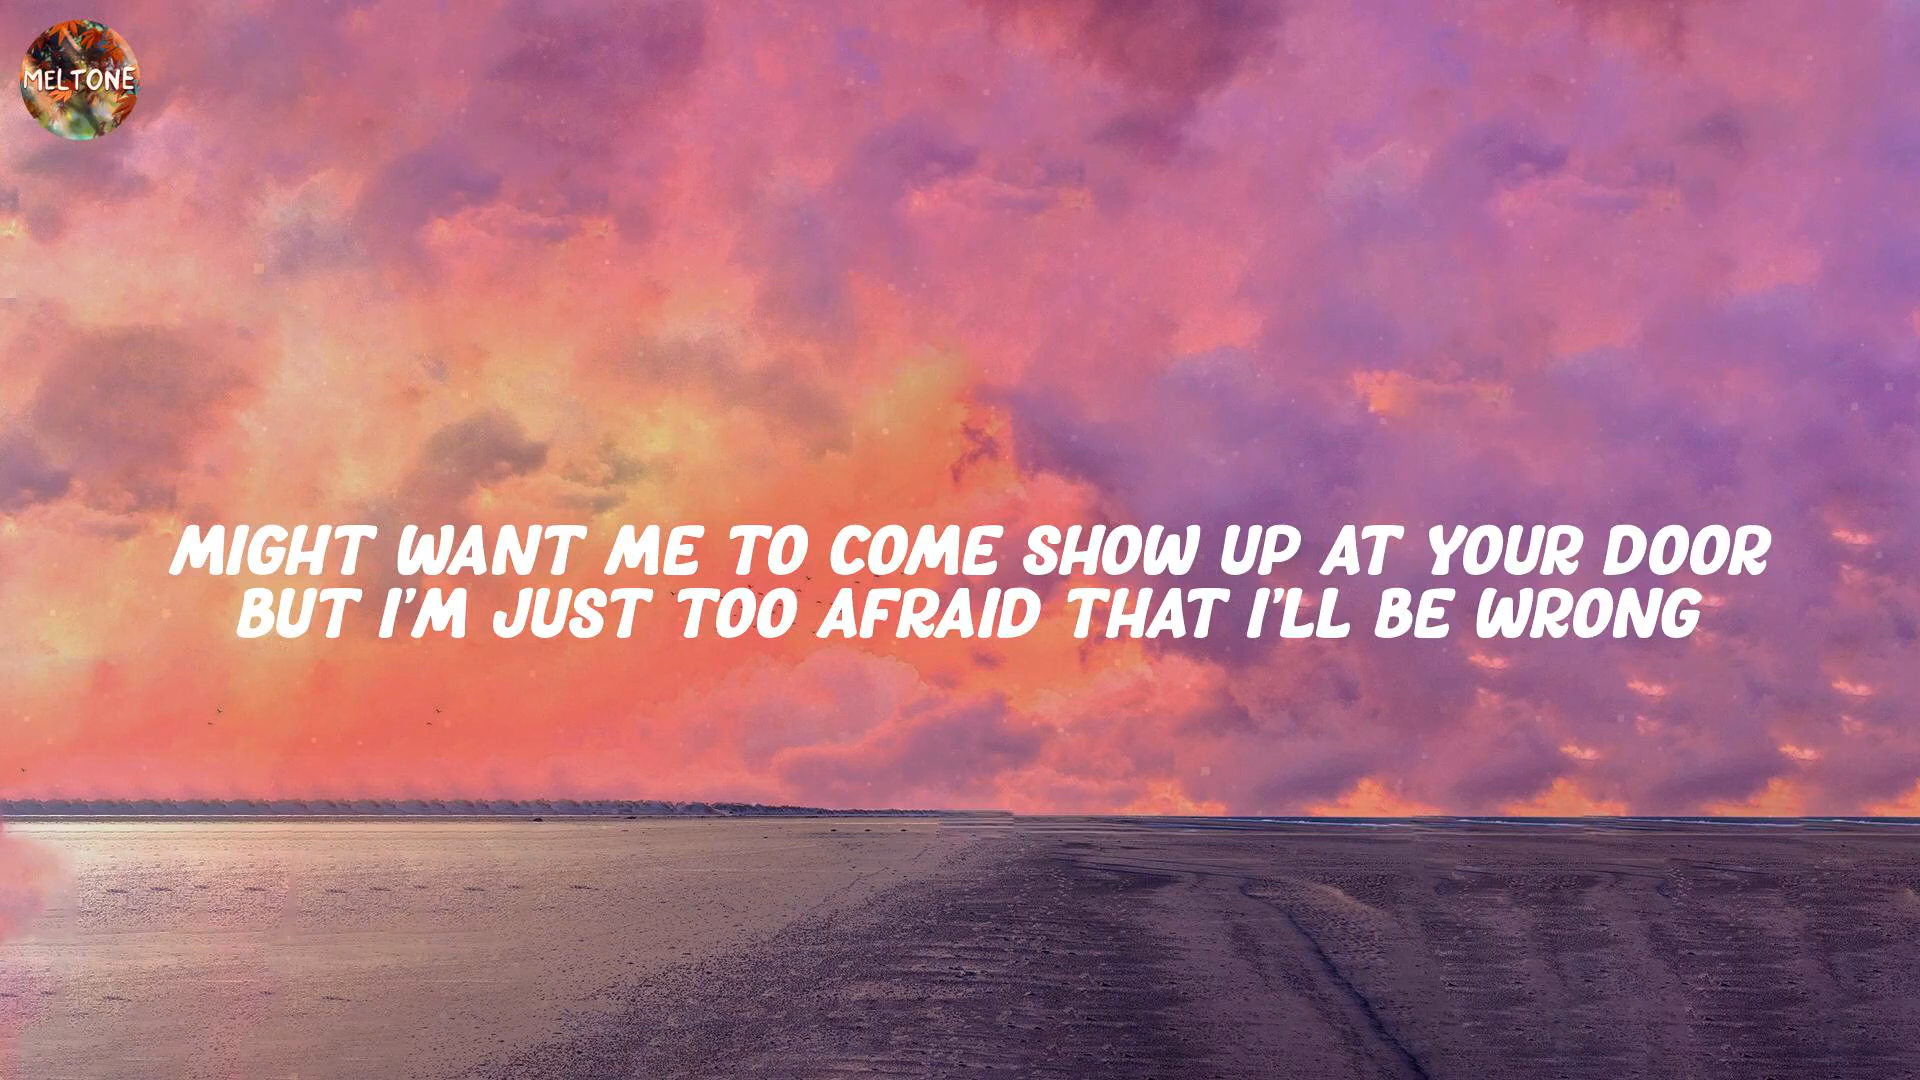 MELTONE
MIGHT WANT ME TO COME SHOW UP AT YOUR DOOR
BUT I'M JUST TOO AFRAID THAT I'LL BE WRONG